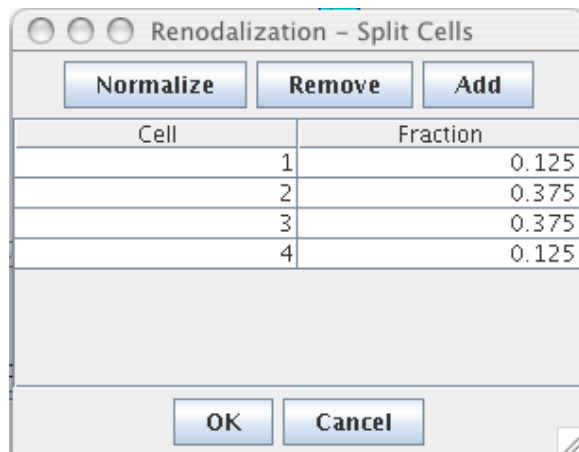 Renodalization - Split Cells
Normalize Remove Add
Cell Fraction
1 0.125
2 0.375
3 0.375
4 0.125
OK Cancel